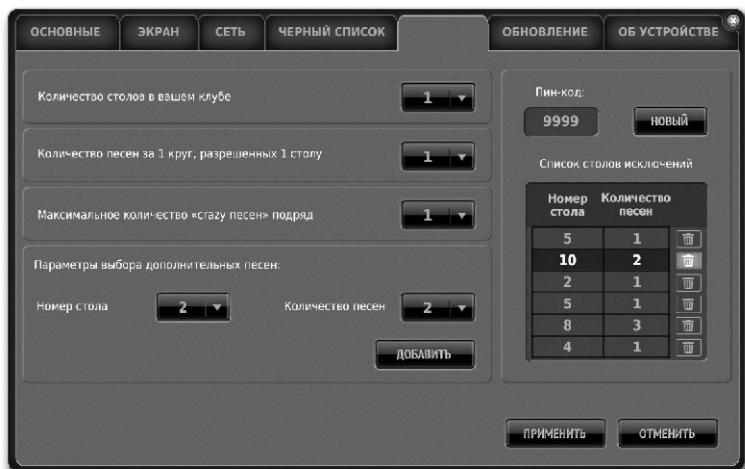 ОСНОВНЫЕ ЭКРАН СЕТЬ ЧЕРНЫЙ СПИСОК ОБНОВЛЕНИЕ ОБ УСТРОЙСТВЕ
Количество столов в вашем клубе 1
Количество песен за 1 круг, разрешенных 1 столу 1
Максимальное количество «crazy песен» подряд 1
Параметры выбора дополнительных песен:
Номер стола 2 Количество песен 2
ДОБАВИТЬ
Пин-код:
9999 НОВЫЙ
Список столов исключений
Номер стола Количество песен
5 1
10 2
2 1
5 1
8 3
4 1
ПРИМЕНИТЬ ОТМЕНИТЬ